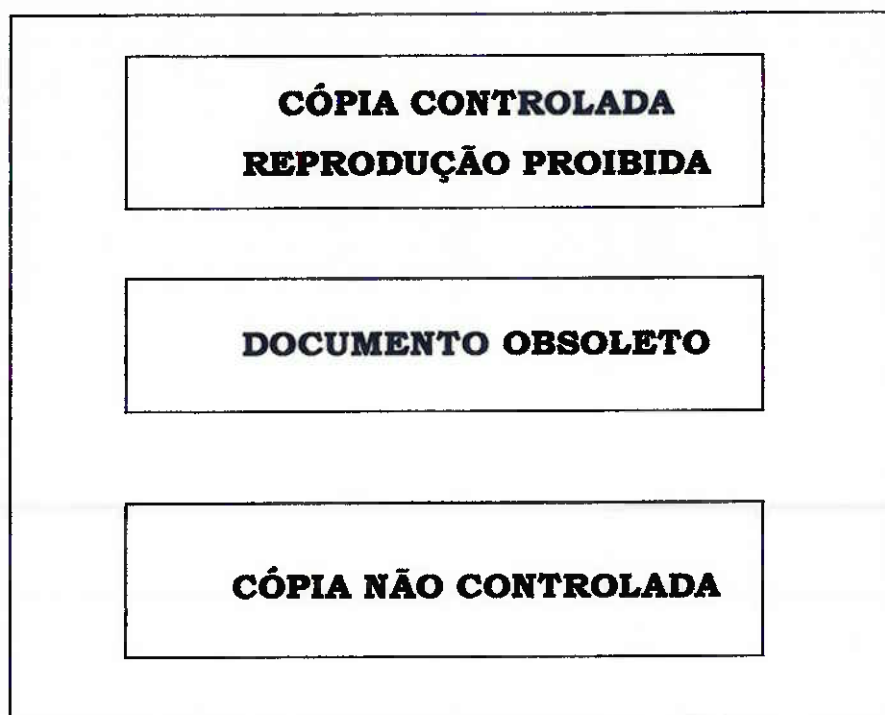 CÓPIA CONTROLADA
REPRODUÇÃO PROIBIDA
DOCUMENTO OBSOLETO
CÓPIA NÃO CONTROLADA